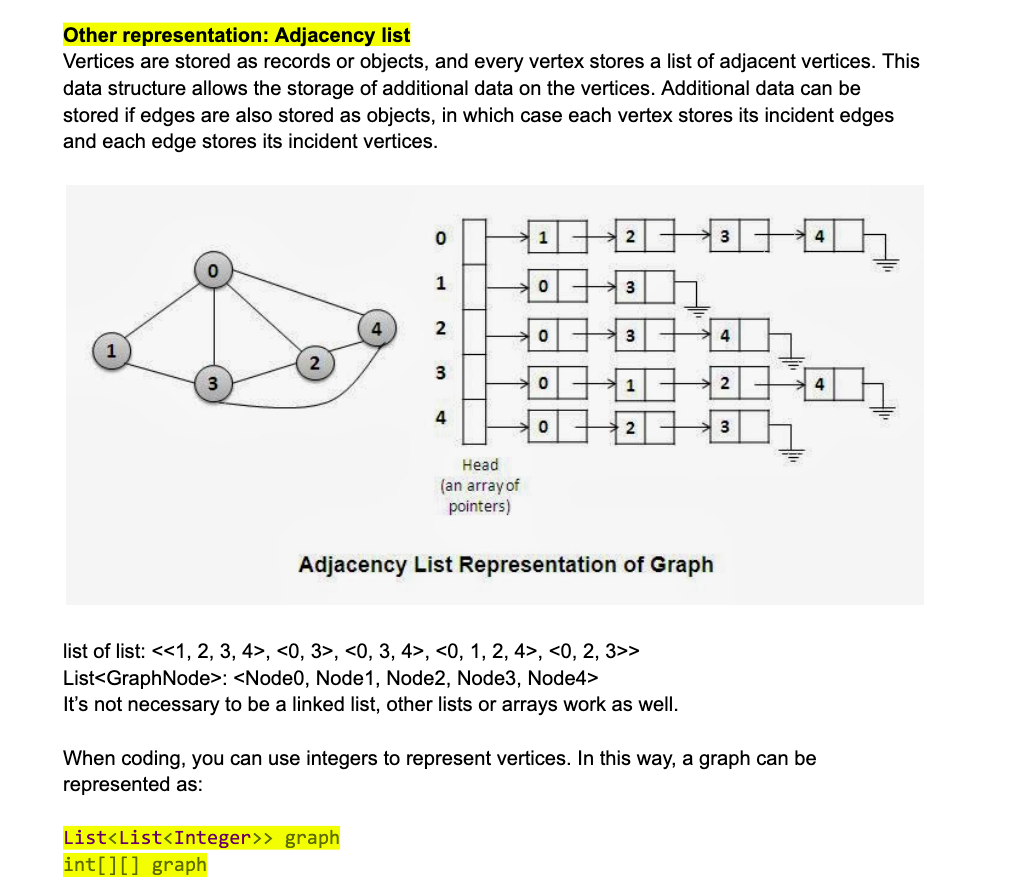 Other representation: Adjacency list
Vertices are stored as records or objects, and every vertex stores a list of adjacent vertices. This
data structure allows the storage of additional data on the vertices. Additional data can be
stored if edges are also stored as objects, in which case each vertex stores its incident edges
and each edge stores its incident vertices.
0
1
2
3
4
0 1 2 3 4
1 0 3
2 0 3 4
3 0 1 2 4
4 0 2 3
Head
(an array of
pointers)
Adjacency List Representation of Graph
list of list: <<1, 2, 3, 4>, <0, 3>, <0, 3, 4>, <0, 1, 2, 4>, <0, 2, 3>>
List<GraphNode>: <Node0, Node1, Node2, Node3, Node4>
It’s not necessary to be a linked list, other lists or arrays work as well.
When coding, you can use integers to represent vertices. In this way, a graph can be
represented as:
List<List<Integer>> graph
int[][] graph